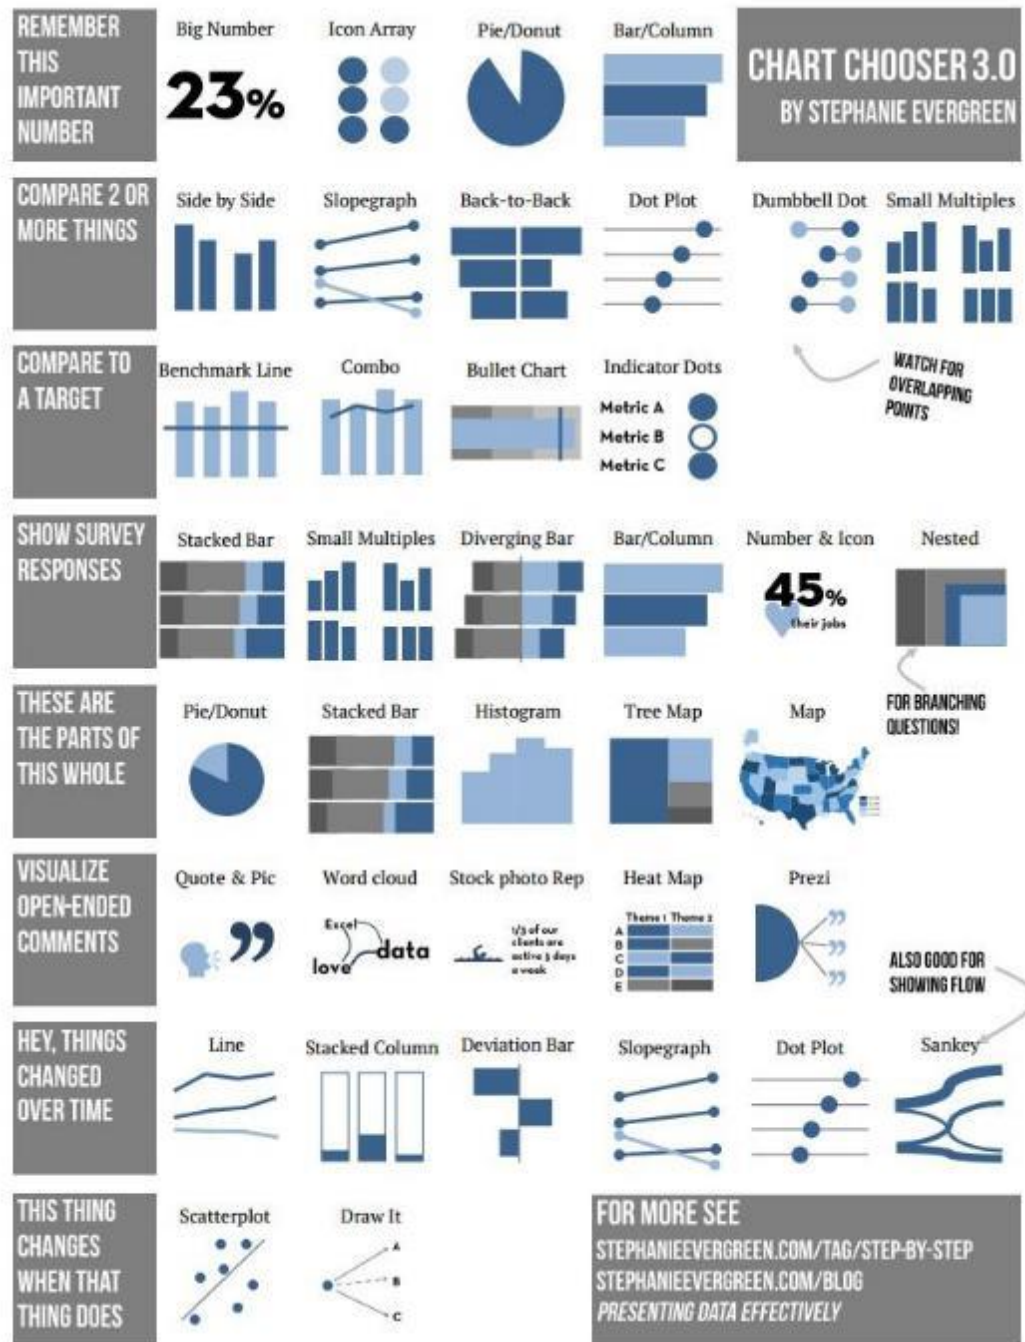 REMEMBER
THIS
IMPORTANT
NUMBER
Big Number
Icon Array
Pie/Donut
Bar/Column
23%
CHART CHOOSER 3.0
BY STEPHANIE EVERGREEN
COMPARE 2 OR
MORE THINGS
Side by Side
Slopegraph
Back-to-Back
Dot Plot
Dumbbell Dot
Small Multiples
WATCH FOR
OVERLAPPING
POINTS
COMPARE TO
A TARGET
Benchmark Line
Combo
Bullet Chart
Indicator Dots
Metric A
Metric B
Metric C
SHOW SURVEY
RESPONSES
Stacked Bar
Small Multiples
Diverging Bar
Bar/Column
Number & Icon
45%
their jobs
Nested
FOR BRANCHING
QUESTIONS!
THESE ARE
THE PARTS OF
THIS WHOLE
Pie/Donut
Stacked Bar
Histogram
Tree Map
Map
VISUALIZE
OPEN-ENDED
COMMENTS
Quote & Pic
Word cloud
Excel
data
love
Stock photo Rep
1/3 of our
clients are
active 3 days
a week
Heat Map
Theme 1 Theme 2
A
B
C
D
E
Prezi
ALSO GOOD FOR
SHOWING FLOW
HEY, THINGS
CHANGED
OVER TIME
Line
Stacked Column
Deviation Bar
Slopegraph
Dot Plot
Sankey
THIS THING
CHANGES
WHEN THAT
THING DOES
Scatterplot
Draw It
A
B
C
FOR MORE SEE
STEPHANIEEVERGREEN.COM/TAG/STEP-BY-STEP
STEPHANIEEVERGREEN.COM/BLOG
PRESENTING DATA EFFECTIVELY